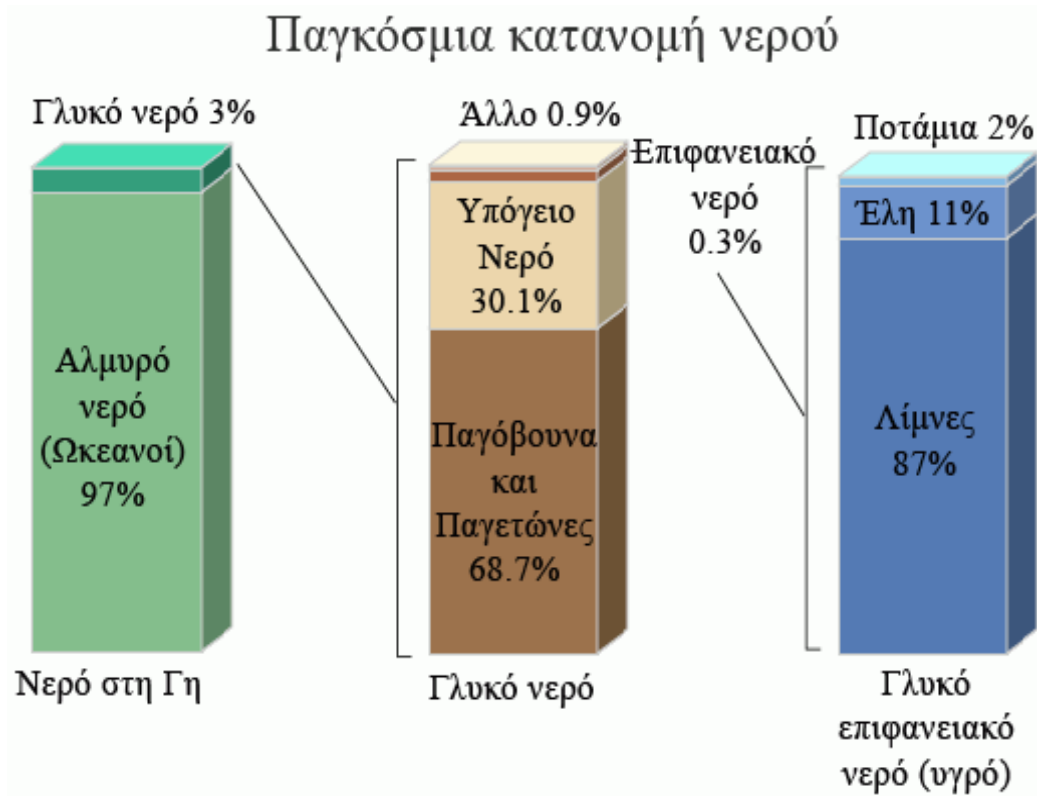 Παγκόσμια κατανομή νερού
Γλυκό νερό 3%
Αλμυρό
νερό
(Ωκεανοί)
97%
Νερό στη Γη
Άλλο 0.9%
Υπόγειο
Νερό
30.1%
Παγόβουνα
και
Παγετώνες
68.7%
Γλυκό νερό
Επιφανειακό
νερό
0.3%
Ποτάμια 2%
Έλη 11%
Λίμνες
87%
Γλυκό
επιφανειακό
νερό (υγρό)